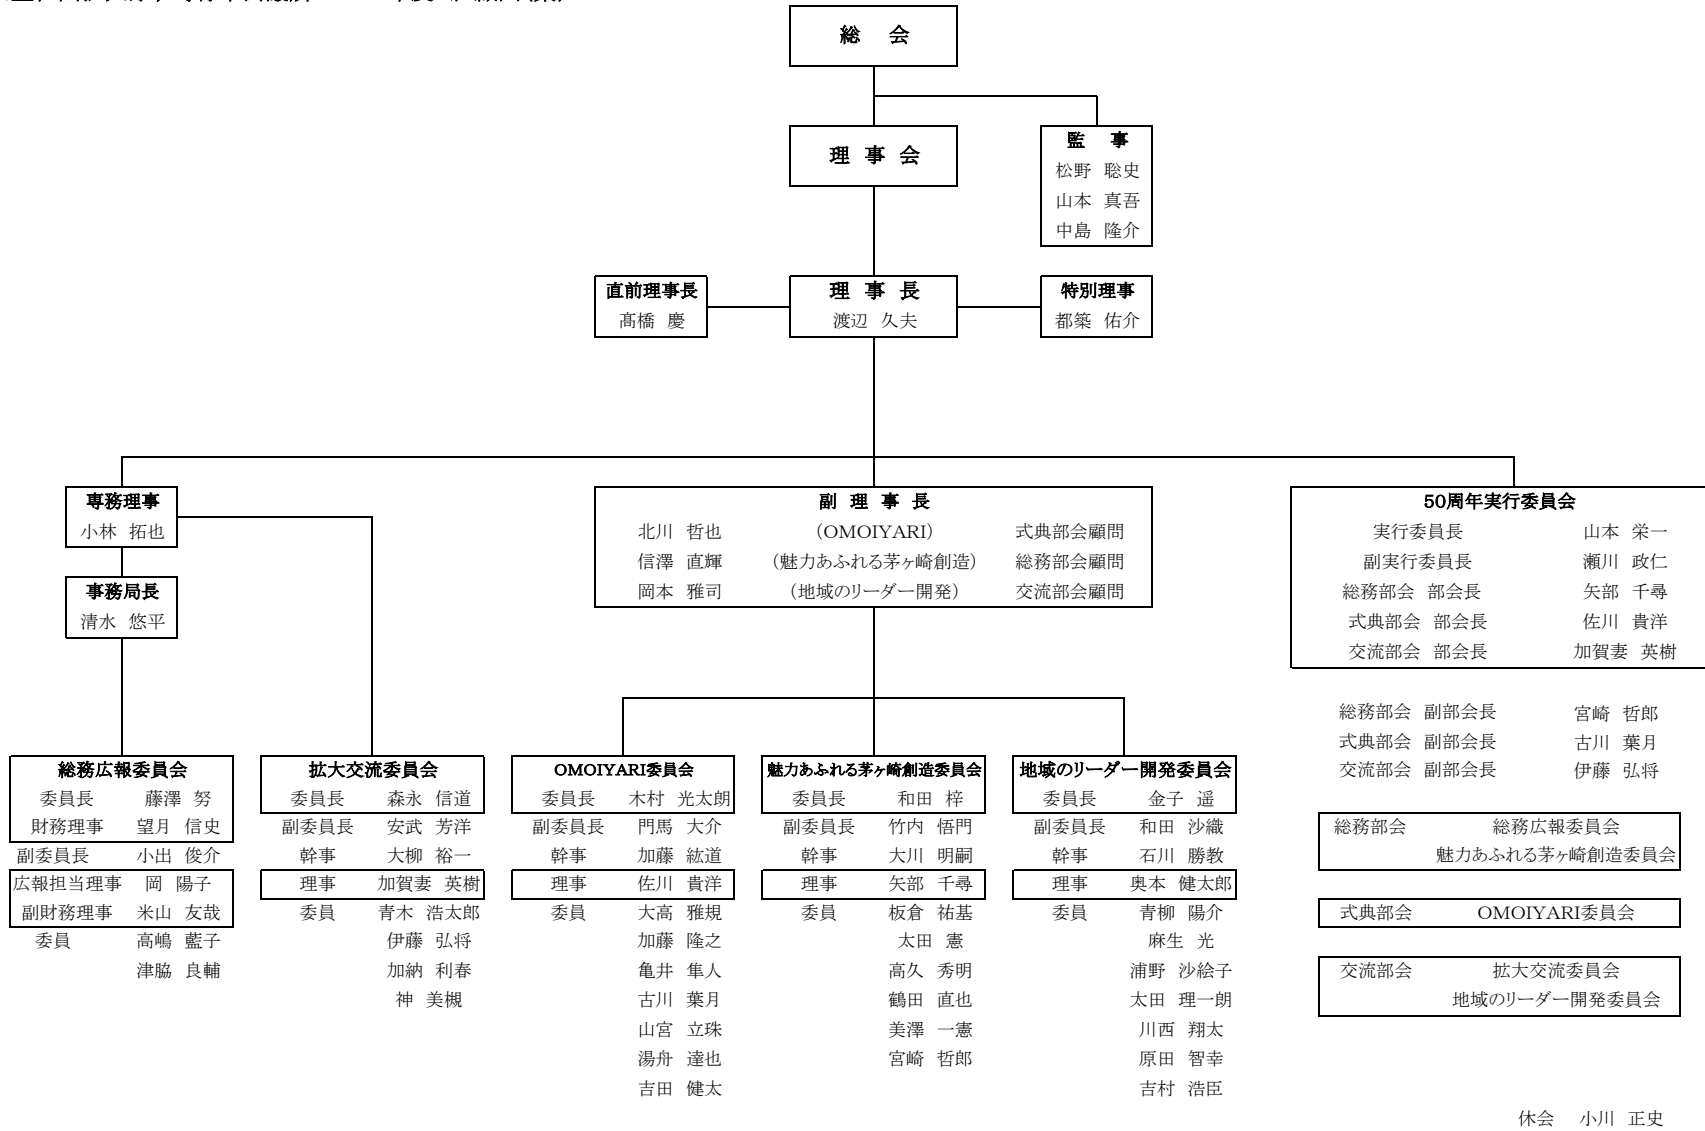 総 会
理 事 会
監 事
松野 聡史
山本 真吾
中島 隆介
直前理事長
髙橋 慶
理 事 長
渡辺 久夫
特別理事
都築 佑介
専務理事
小林 拓也
事務局長
清水 悠平
副 理 事 長
北川 哲也 (OMOIYARI) 式典部会顧問
信澤 直輝 (魅力あふれる茅ヶ崎創造) 総務部会顧問
岡本 雅司 (地域のリーダー開発) 交流部会顧問
50周年実行委員会
実行委員長 山本 栄一
副実行委員長 瀬川 政仁
総務部会 部会長 矢部 千尋
式典部会 部会長 佐川 貴洋
交流部会 部会長 加賀妻 英樹
総務部会 副部会長 宮崎 哲郎
式典部会 副部会長 古川 葉月
交流部会 副部会長 伊藤 弘将
総務広報委員会
委員長 藤澤 努
財務理事 望月 信史
副委員長 小出 俊介
広報担当理事 岡 陽子
副財務理事 米山 友哉
委員 高嶋 藍子
津脇 良輔
拡大交流委員会
委員長 森永 信道
副委員長 安武 芳洋
幹事 大柳 裕一
理事 加賀妻 英樹
委員 青木 浩太郎
伊藤 弘将
加納 利春
神 美槻
OMOIYARI委員会
委員長 木村 光太朗
副委員長 門馬 大介
幹事 加藤 紘道
理事 佐川 貴洋
委員 大高 雅規
加藤 隆之
亀井 隼人
古川 葉月
山宮 立珠
湯舟 達也
吉田 健太
魅力あふれる茅ヶ崎創造委員会
委員長 和田 梓
副委員長 竹内 悟門
幹事 大川 明嗣
理事 矢部 千尋
委員 板倉 祐基
太田 憲
高久 秀明
鶴田 直也
美澤 一憲
宮崎 哲郎
地域のリーダー開発委員会
委員長 金子 遥
副委員長 和田 沙織
幹事 石川 勝教
理事 奥本 健太郎
委員 青柳 陽介
麻生 光
浦野 沙絵子
太田 理一朗
川西 翔太
原田 智幸
吉村 浩臣
総務部会 総務広報委員会
魅力あふれる茅ヶ崎創造委員会
式典部会 OMOIYARI委員会
交流部会 拡大交流委員会
地域のリーダー開発委員会
休会 小川 正史